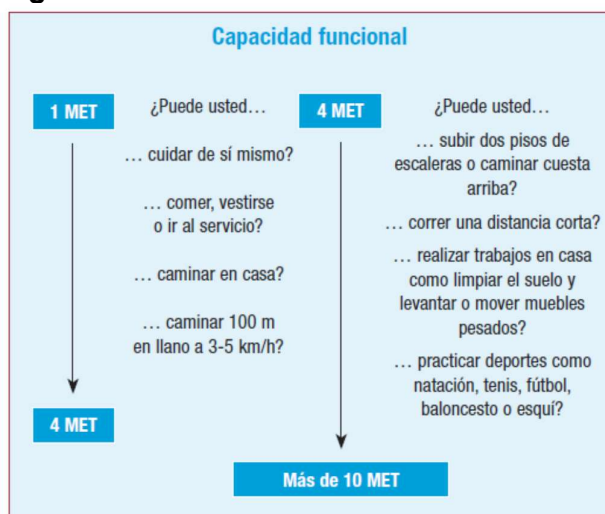 Capacidad funcional
1 MET
¿Puede usted…
… cuidar de sí mismo?
… comer, vestirse
o ir al servicio?
… caminar en casa?
… caminar 100 m
en llano a 3-5 km/h?
4 MET
4 MET
¿Puede usted…
… subir dos pisos de
escaleras o caminar cuesta
arriba?
… correr una distancia corta?
… realizar trabajos en casa
como limpiar el suelo y
levantar o mover muebles
pesados?
… practicar deportes como
natación, tenis, fútbol,
baloncesto o esquí?
Más de 10 MET